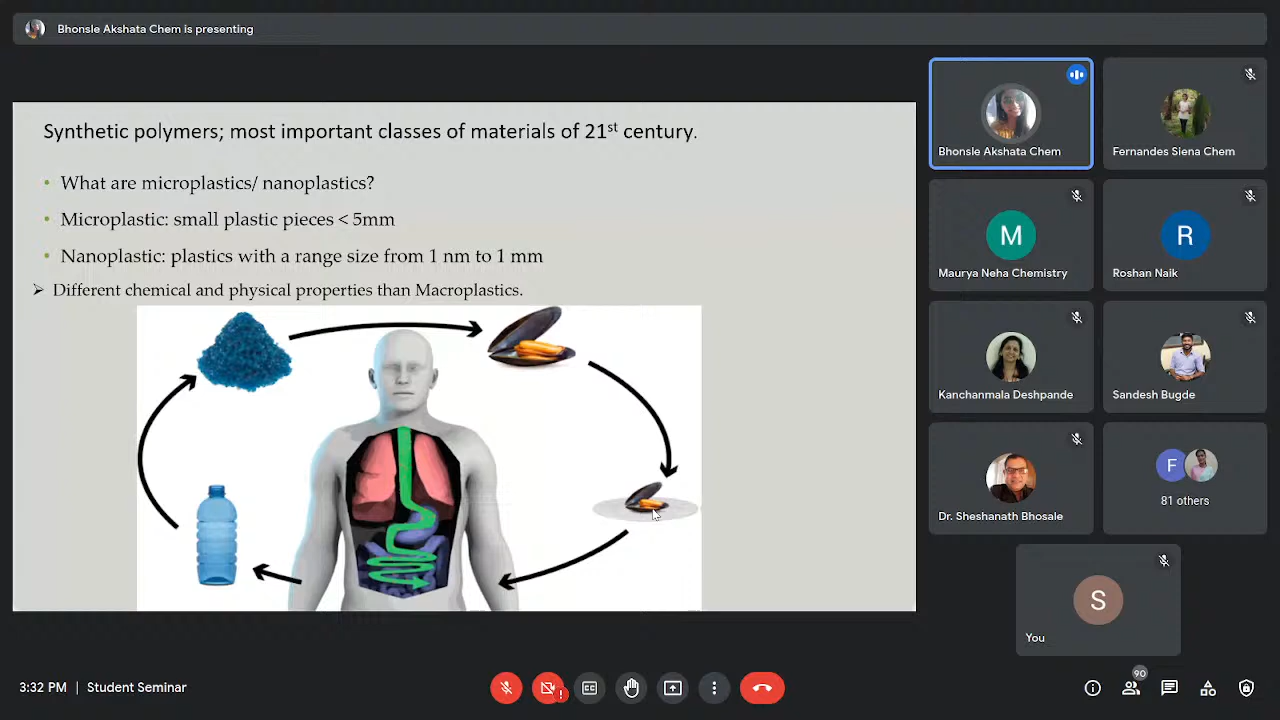 Bhonsle Akshata Chem is presenting
Synthetic polymers; most important classes of materials of 21st century.
• What are microplastics/ nanoplastics?
• Microplastic: small plastic pieces < 5mm
• Nanoplastic: plastics with a range size from 1 nm to 1 mm
➢ Different chemical and physical properties than Macroplastics.
Bhonsle Akshata Chem
Fernandes Siena Chem
M
Maurya Neha Chemistry
R
Roshan Naik
Kanchanmala Deshpande
Sandesh Bugde
Dr. Sheshanath Bhosale
F
81 others
S
You
3:32 PM | Student Seminar
CC
90